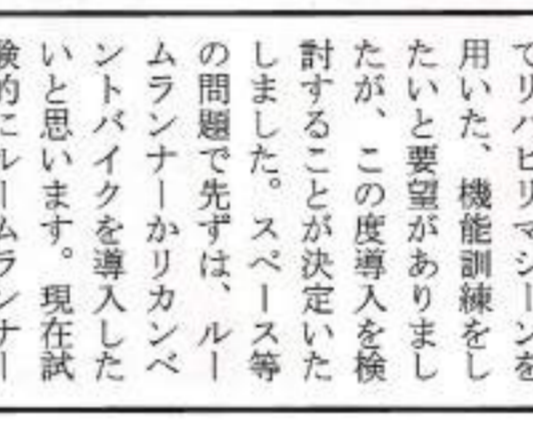 てリハビリマシーンを
用いた、機能訓練をし
たいと要望がありまし
たが、この度導入を検
討することが決定いた
しました。スペース等
の問題で先ずは、ルー
ムランナーかリカンベ
ントバイクを導入した
いと思います。現在試
験的にルームランナー